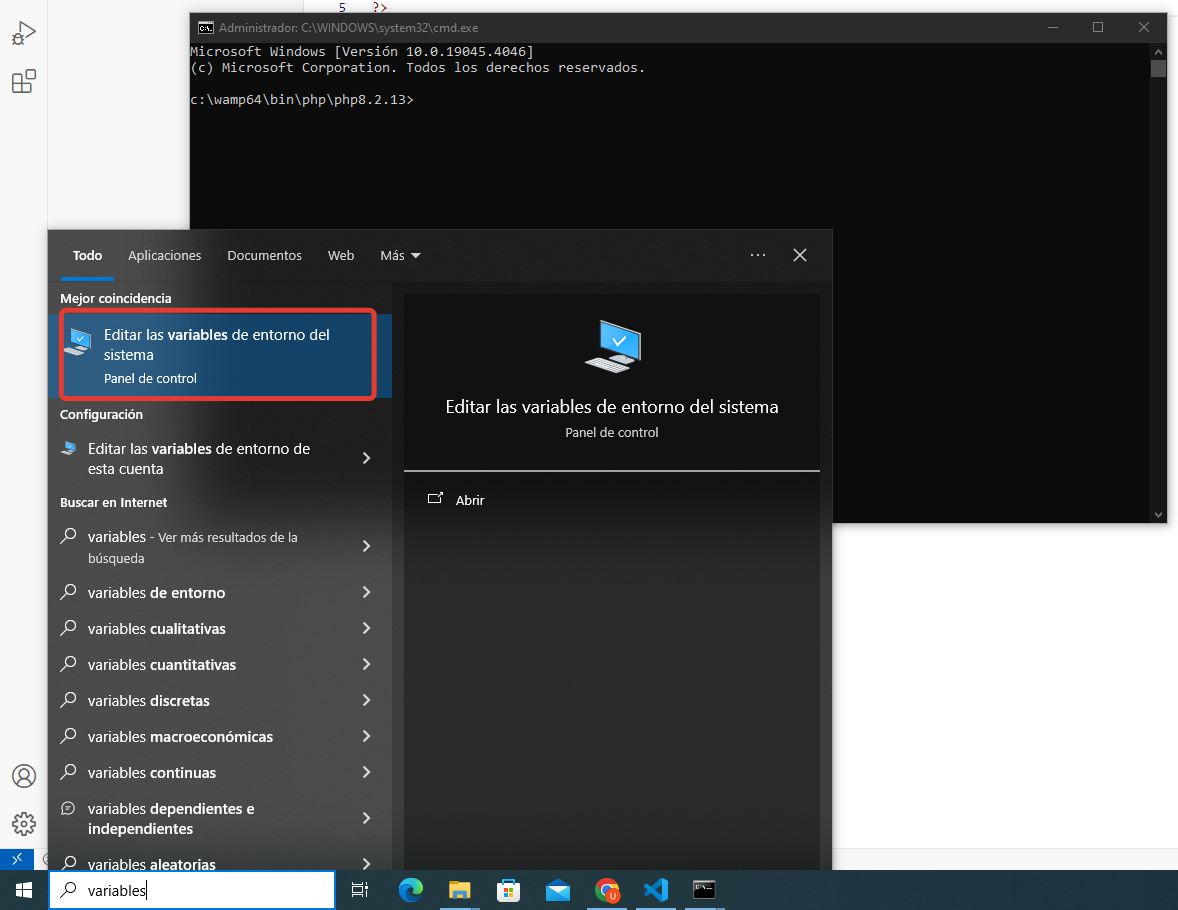 5 ?>
Administrador: C:\WINDOWS\system32\cmd.exe
Microsoft Windows [Versión 10.0.19045.4046]
(c) Microsoft Corporation. Todos los derechos reservados.
c:\wamp64\bin\php\php8.2.13>
Todo Aplicaciones Documentos Web Más
Mejor coincidencia
Editar las variables de entorno del
sistema
Panel de control
Configuración
Editar las variables de entorno de
esta cuenta
Buscar en Internet
variables - Ver más resultados de la
búsqueda
variables de entorno
variables cualitativas
variables cuantitativas
variables discretas
variables macroeconómicas
variables continuas
variables dependientes e
independientes
variables aleatorias
Editar las variables de entorno del sistema
Panel de control
Abrir
variables